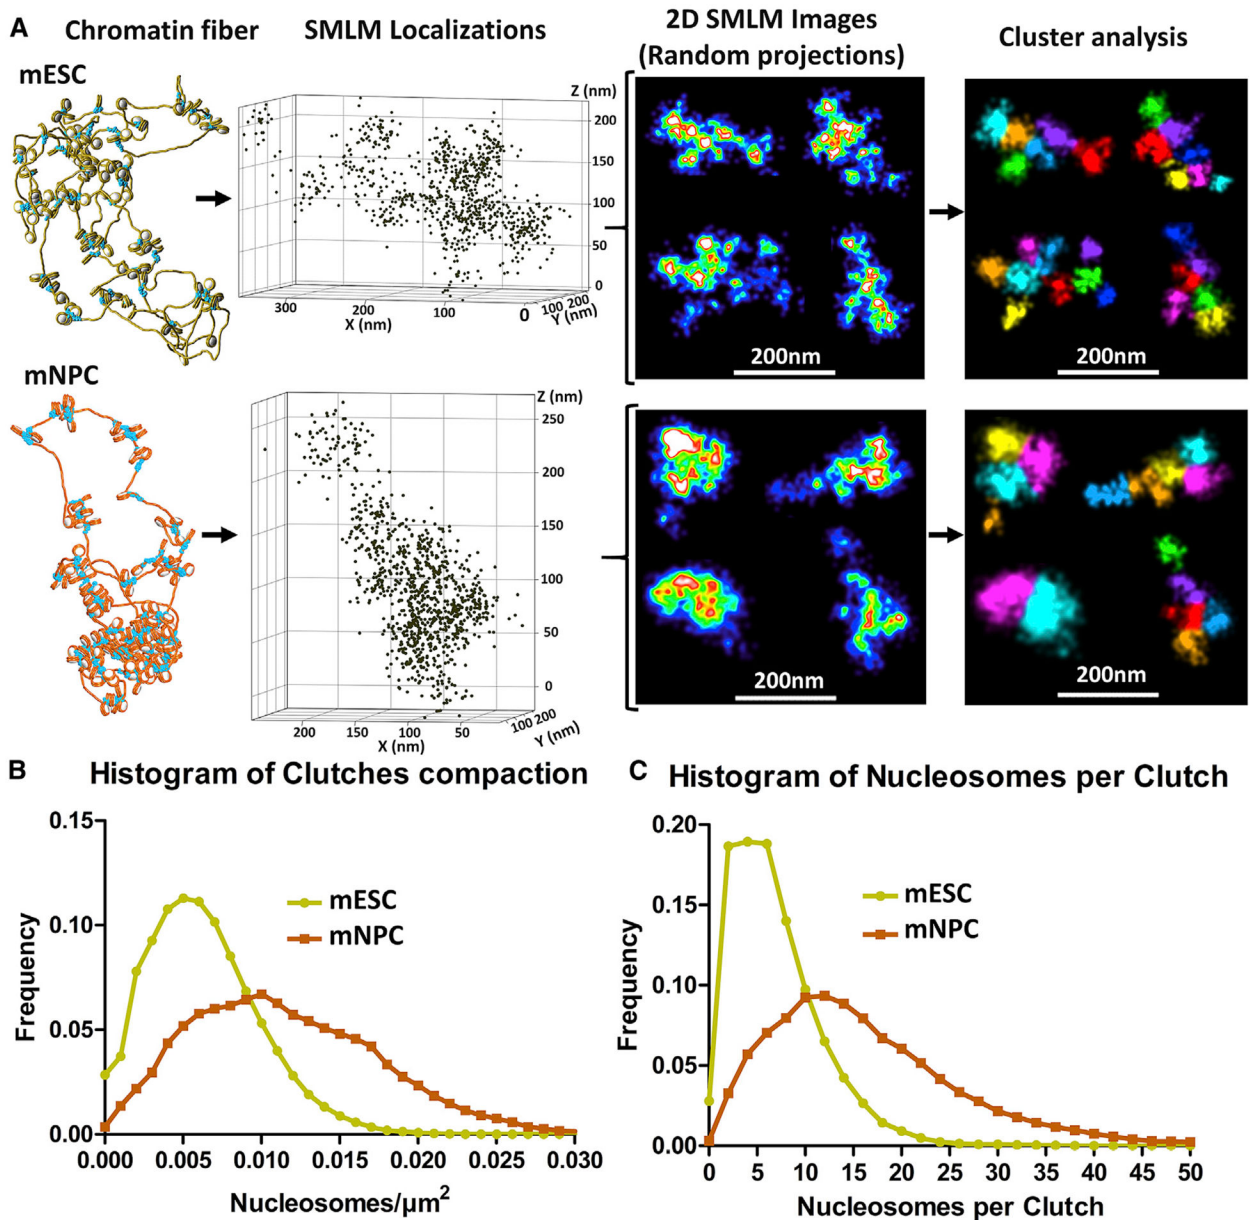 A
Chromatin fiber
SMLM Localizations
2D SMLM Images
(Random projections)
Cluster analysis
mESC
Z (nm)
200
150
100
50
0
300
200
100
0
100 200
X (nm)
Y (nm)
200nm
200nm
mNPC
Z (nm)
250
200
150
100
50
0
200
150
100
50
100 200
X (nm)
Y (nm)
200nm
200nm
B
Histogram of Clutches compaction
0.15
0.10
0.05
0.00
Frequency
mESC
mNPC
0.000
0.005
0.010
0.015
0.020
0.025
0.030
Nucleosomes/µm²
C
Histogram of Nucleosomes per Clutch
0.20
0.15
0.10
0.05
0.00
Frequency
mESC
mNPC
0
5
10
15
20
25
30
35
40
45
50
Nucleosomes per Clutch